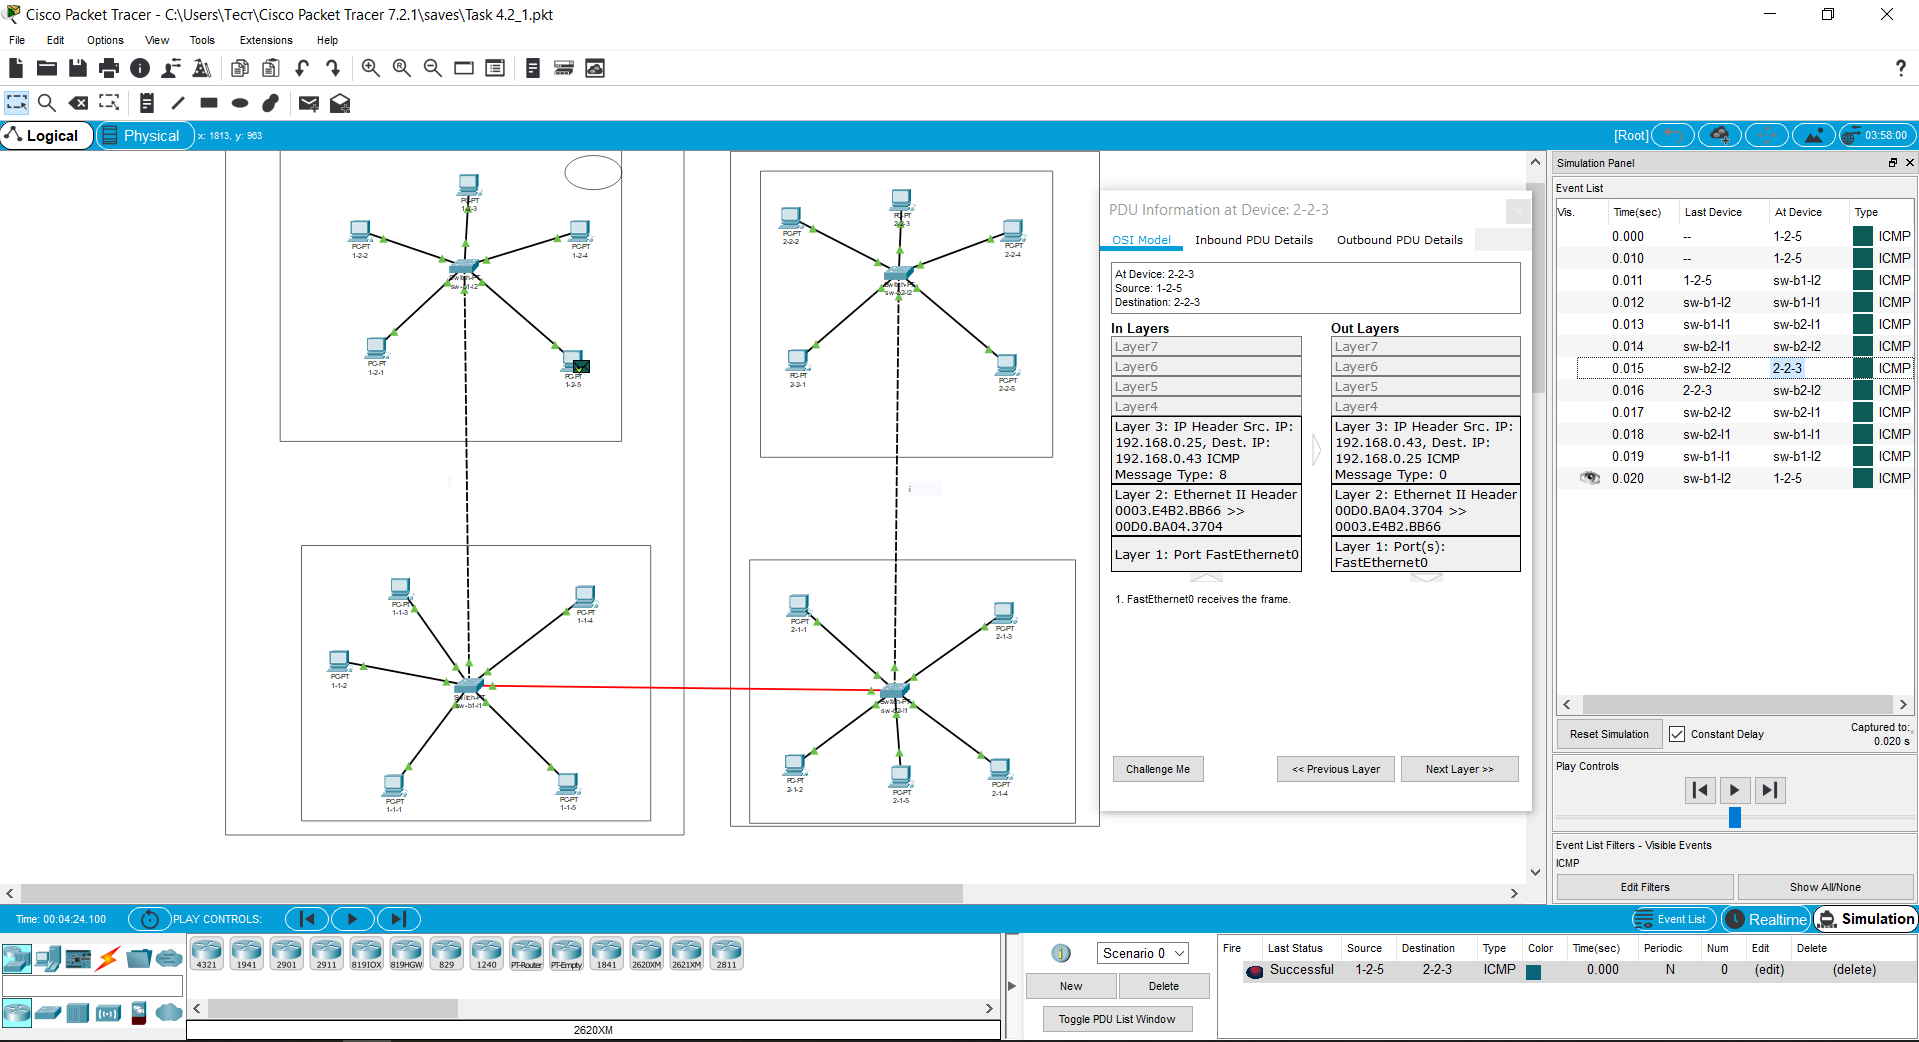 Cisco Packet Tracer - C:\Users\Тест\Cisco Packet Tracer 7.2.1\saves\Task 4.2_1.pkt
File Edit Options View Tools Extensions Help
Logical Physical x: 1813, y: 963 [Root] 03:58:00
PC-PT
1-2-3
PC-PT
1-2-2
PC-PT
1-2-4
Switch-PT
sw-b1-l2
PC-PT
1-2-1
PC-PT
1-2-5
PC-PT
2-2-3
PC-PT
2-2-2
PC-PT
2-2-4
Switch-PT
sw-b2-l2
PC-PT
2-2-1
PC-PT
2-2-5
i
PC-PT
1-1-3
PC-PT
1-1-4
PC-PT
1-1-2
Switch-PT
sw-b1-l1
PC-PT
1-1-1
PC-PT
1-1-5
PC-PT
2-1-1
PC-PT
2-1-3
Switch-PT
sw-b2-l1
PC-PT
2-1-2
PC-PT
2-1-5
PC-PT
2-1-4
PDU Information at Device: 2-2-3
OSI Model Inbound PDU Details Outbound PDU Details
At Device: 2-2-3
Source: 1-2-5
Destination: 2-2-3
In Layers
Layer7
Layer6
Layer5
Layer4
Layer 3: IP Header Src. IP:
192.168.0.25, Dest. IP:
192.168.0.43 ICMP
Message Type: 8
Layer 2: Ethernet II Header
0003.E4B2.BB66 >>
00D0.BA04.3704
Layer 1: Port FastEthernet0
Out Layers
Layer7
Layer6
Layer5
Layer4
Layer 3: IP Header Src. IP:
192.168.0.43, Dest. IP:
192.168.0.25 ICMP
Message Type: 0
Layer 2: Ethernet II Header
00D0.BA04.3704 >>
0003.E4B2.BB66
Layer 1: Port(s):
FastEthernet0
1. FastEthernet0 receives the frame.
Challenge Me << Previous Layer Next Layer >>
Simulation Panel
Event List
Vis. Time(sec) Last Device At Device Type
0.000 -- 1-2-5 ICMP
0.010 -- 1-2-5 ICMP
0.011 1-2-5 sw-b1-l2 ICMP
0.012 sw-b1-l2 sw-b1-l1 ICMP
0.013 sw-b1-l1 sw-b2-l1 ICMP
0.014 sw-b2-l1 sw-b2-l2 ICMP
0.015 sw-b2-l2 2-2-3 ICMP
0.016 2-2-3 sw-b2-l2 ICMP
0.017 sw-b2-l2 sw-b2-l1 ICMP
0.018 sw-b2-l1 sw-b1-l1 ICMP
0.019 sw-b1-l1 sw-b1-l2 ICMP
0.020 sw-b1-l2 1-2-5 ICMP
Reset Simulation Constant Delay Captured to:
0.020 s
Play Controls
Event List Filters - Visible Events
ICMP
Edit Filters Show All/None
Time: 00:04:24.100 PLAY CONTROLS: Event List Realtime Simulation
4321 1941 2901 2911 819IOX 819HGW 829 1240 PT-Router PT-Empty 1841 2620XM 2621XM 2811
2620XM
Scenario 0
New Delete
Toggle PDU List Window
Fire Last Status Source Destination Type Color Time(sec) Periodic Num Edit Delete
Successful 1-2-5 2-2-3 ICMP 0.000 N 0 (edit) (delete)